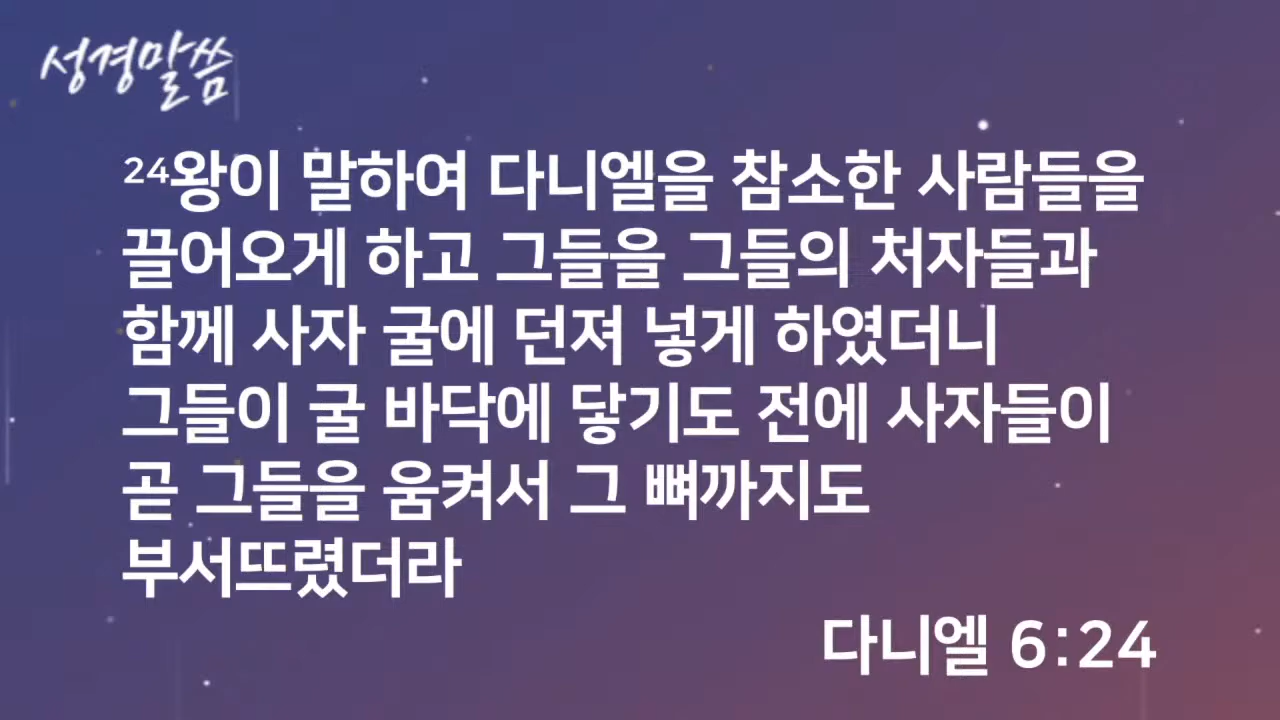 성경말씀
24왕이 말하여 다니엘을 참소한 사람들을
끌어오게 하고 그들을 그들의 처자들과
함께 사자 굴에 던져 넣게 하였더니
그들이 굴 바닥에 닿기도 전에 사자들이
곧 그들을 움켜서 그 뼈까지도
부서뜨렸더라
다니엘 6:24